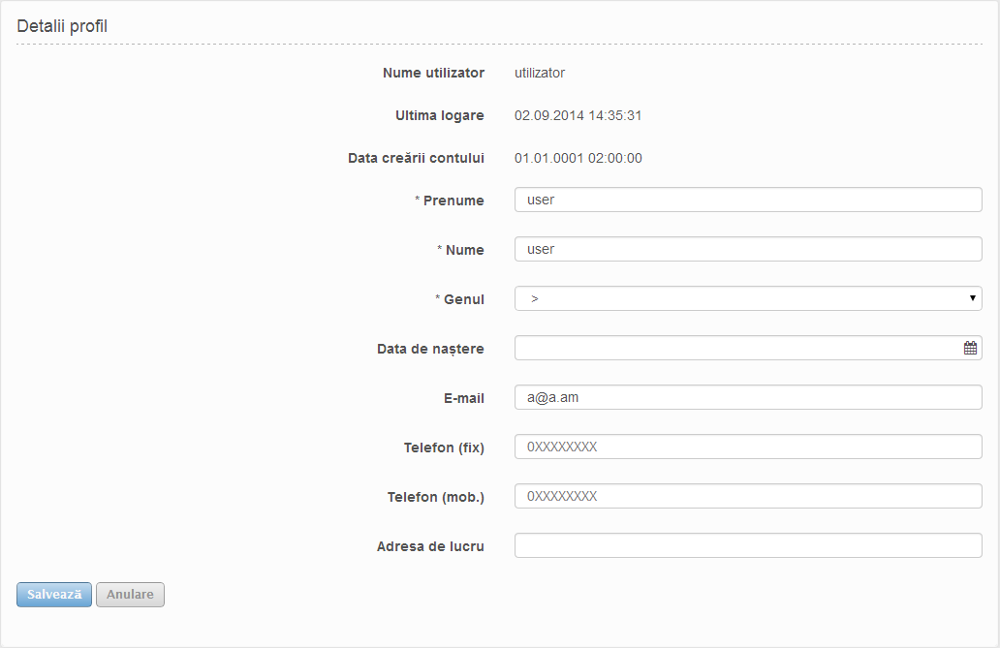 Detalii profil
Nume utilizator utilizator
Ultima logare 02.09.2014 14:35:31
Data creării contului 01.01.0001 02:00:00
* Prenume user
* Nume user
* Genul >
Data de naștere
E-mail a@a.am
Telefon (fix) 0XXXXXXXX
Telefon (mob.) 0XXXXXXXX
Adresa de lucru
Salvează Anulare